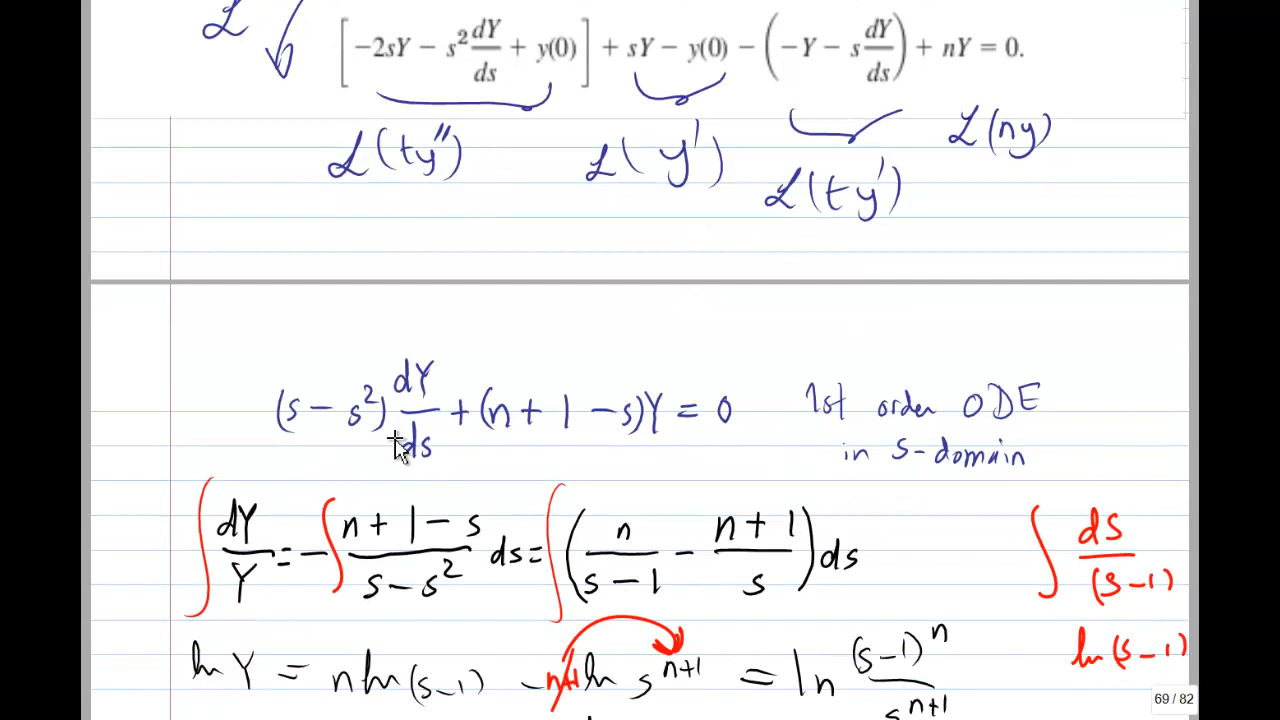 ℒ [−2sY − s² dY/ds + y(0)] + sY − y(0) − (−Y − s dY/ds) + nY = 0.
ℒ(ty″) ℒ(y′) ℒ(ty′) ℒ(ny)
(s − s²) dY/ds + (n + 1 − s)Y = 0 1st order ODE
in s-domain
∫ dY/Y = −∫ (n + 1 − s)/(s − s²) ds = ∫ (n/(s − 1) − (n + 1)/s) ds ∫ ds/(s−1)
ln Y = n ln(s−1) − n+1 ln s^(n+1) = ln (s−1)^n / s^(n+1) ln(s−1)
69 / 82